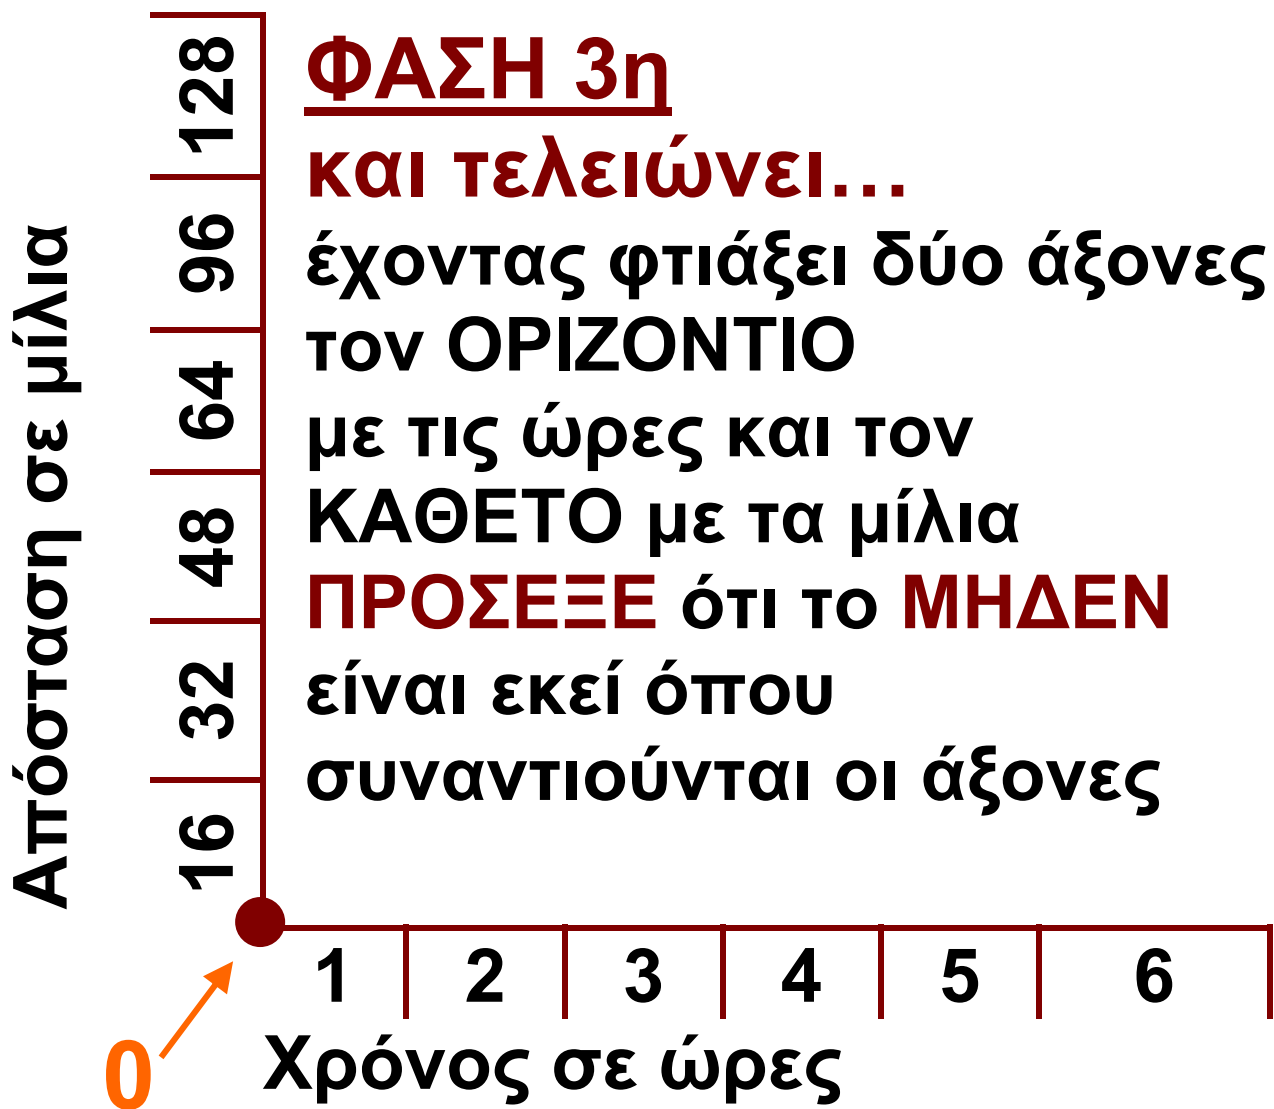 ΦΑΣΗ 3η
και τελειώνει...
έχοντας φτιάξει δύο άξονες
τον ΟΡΙΖΟΝΤΙΟ
με τις ώρες και τον
ΚΑΘΕΤΟ με τα μίλια
ΠΡΟΣΕΞΕ ότι το ΜΗΔΕΝ
είναι εκεί όπου
συναντιούνται οι άξονες
Απόσταση σε μίλια
128
96
64
48
32
16
0
1 2 3 4 5 6
Χρόνος σε ώρες